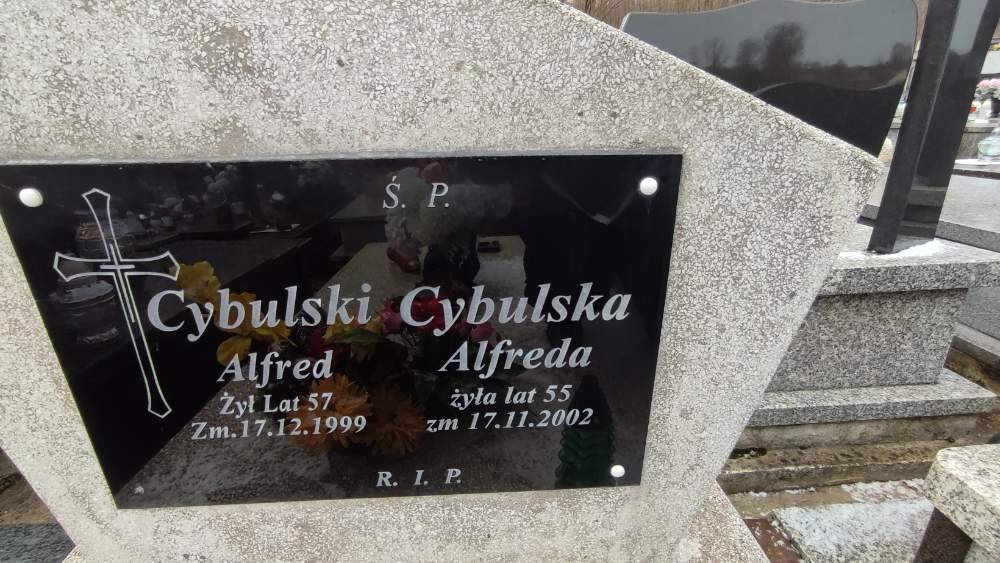 Ś. P.
Cybulski Cybulska
Alfred Alfreda
Żył Lat 57 żyła lat 55
Zm.17.12.1999 zm 17.11.2002
R. I. P.